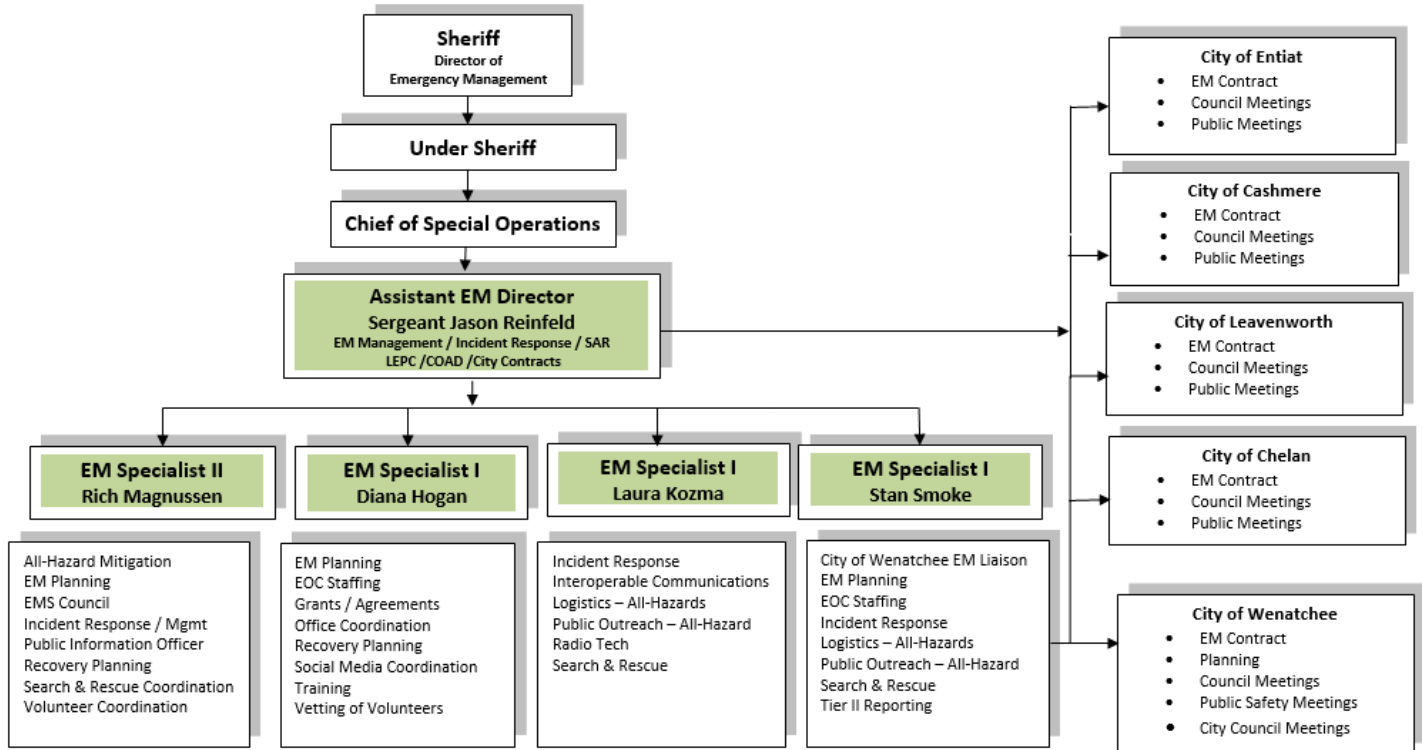 Sheriff
Director of
Emergency Management
Under Sheriff
Chief of Special Operations
Assistant EM Director
Sergeant Jason Reinfeld
EM Management / Incident Response / SAR
LEPC /COAD /City Contracts
EM Specialist II
Rich Magnussen
EM Specialist I
Diana Hogan
EM Specialist I
Laura Kozma
EM Specialist I
Stan Smoke
All-Hazard Mitigation
EM Planning
EMS Council
Incident Response / Mgmt
Public Information Officer
Recovery Planning
Search & Rescue Coordination
Volunteer Coordination
EM Planning
EOC Staffing
Grants / Agreements
Office Coordination
Recovery Planning
Social Media Coordination
Training
Vetting of Volunteers
Incident Response
Interoperable Communications
Logistics – All-Hazards
Public Outreach – All-Hazard
Radio Tech
Search & Rescue
City of Wenatchee EM Liaison
EM Planning
EOC Staffing
Incident Response
Logistics – All-Hazards
Public Outreach – All-Hazard
Search & Rescue
Tier II Reporting
City of Entiat
• EM Contract
• Council Meetings
• Public Meetings
City of Cashmere
• EM Contract
• Council Meetings
• Public Meetings
City of Leavenworth
• EM Contract
• Council Meetings
• Public Meetings
City of Chelan
• EM Contract
• Council Meetings
• Public Meetings
City of Wenatchee
• EM Contract
• Planning
• Council Meetings
• Public Safety Meetings
• City Council Meetings